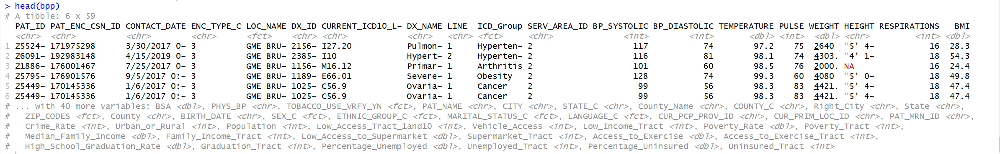 > head(bpp)
# A tibble: 6 x 59
PAT_ID PAT_ENC_CSN_ID CONTACT_DATE ENC_TYPE_C LOC_NAME DX_ID CURRENT_ICD10_L~ DX_NAME LINE ICD_Group SERV_AREA_ID BP_SYSTOLIC BP_DIASTOLIC TEMPERATURE PULSE WEIGHT HEIGHT RESPIRATIONS BMI
<chr> <chr> <chr> <chr> <fct> <chr> <chr> <chr> <chr> <fct> <chr> <int> <int> <dbl> <int> <dbl> <chr> <int> <dbl>
1 Z5524~ 171975298 3/30/2017 0~ 3 GME BRU~ 2156~ I27.20 Pulmon~ 1 Hyperten~ 2 117 74 97.2 75 2640 "5' 4~ 16 28.3
2 Z6091~ 192983148 4/15/2019 0~ 3 GME BRU~ 2385~ I10 Hypert~ 2 Hyperten~ 2 116 81 98.1 74 4303. "4' 1~ 18 54.3
3 Z1886~ 176001467 7/25/2017 0~ 3 GME BRU~ 1156~ M16.12 Primar~ 1 Arthritis 2 101 60 98.5 76 2000. NA 16 24.4
4 Z5795~ 176901576 9/5/2017 0:~ 3 GME BRU~ 1189~ E66.01 Severe~ 1 Obesity 2 128 74 99.3 60 4080 "5' 0~ 18 49.8
5 Z5449~ 170145336 1/6/2017 0:~ 3 GME BRU~ 1025~ C56.9 Ovaria~ 1 Cancer 2 99 56 98.3 83 4421. "5' 4~ 18 47.4
6 Z5449~ 170145336 1/6/2017 0:~ 3 GME BRU~ 1025~ C56.9 Ovaria~ 1 Cancer 2 99 56 98.3 83 4421. "5' 4~ 18 47.4
# ... with 40 more variables: BSA <dbl>, PHYS_BP <chr>, TOBACCO_USE_VRFY_YN <fct>, PAT_NAME <chr>, CITY <chr>, STATE_C <chr>, County_Name <chr>, COUNTY_C <chr>, Right_City <chr>, State <chr>,
# ZIP_CODES <fct>, County <chr>, BIRTH_DATE <chr>, SEX_C <fct>, ETHNIC_GROUP_C <fct>, MARITAL_STATUS_C <fct>, LANGUAGE_C <fct>, CUR_PCP_PROV_ID <chr>, CUR_PRIM_LOC_ID <chr>, PAT_MRN_ID <chr>,
# Crime_Rate <int>, Urban_or_Rural <int>, Population <int>, Low_Access_Tract_1and10 <int>, Vehicle_Access <int>, Low_Income_Tract <int>, Poverty_Rate <dbl>, Poverty_Tract <int>,
# Median_Family_Income <dbl>, Family_Income_Tract <int>, Low_Access_to_Supermarket <dbl>, Supermarket_Tract <int>, Access_to_Exercise <dbl>, Access_to_Exercise_Tract <int>,
# High_School_Graduation_Rate <dbl>, Graduation_Tract <int>, Percentage_Unemployed <dbl>, Unemployed_Tract <int>, Percentage_Uninsured <dbl>, Uninsured_Tract <int>